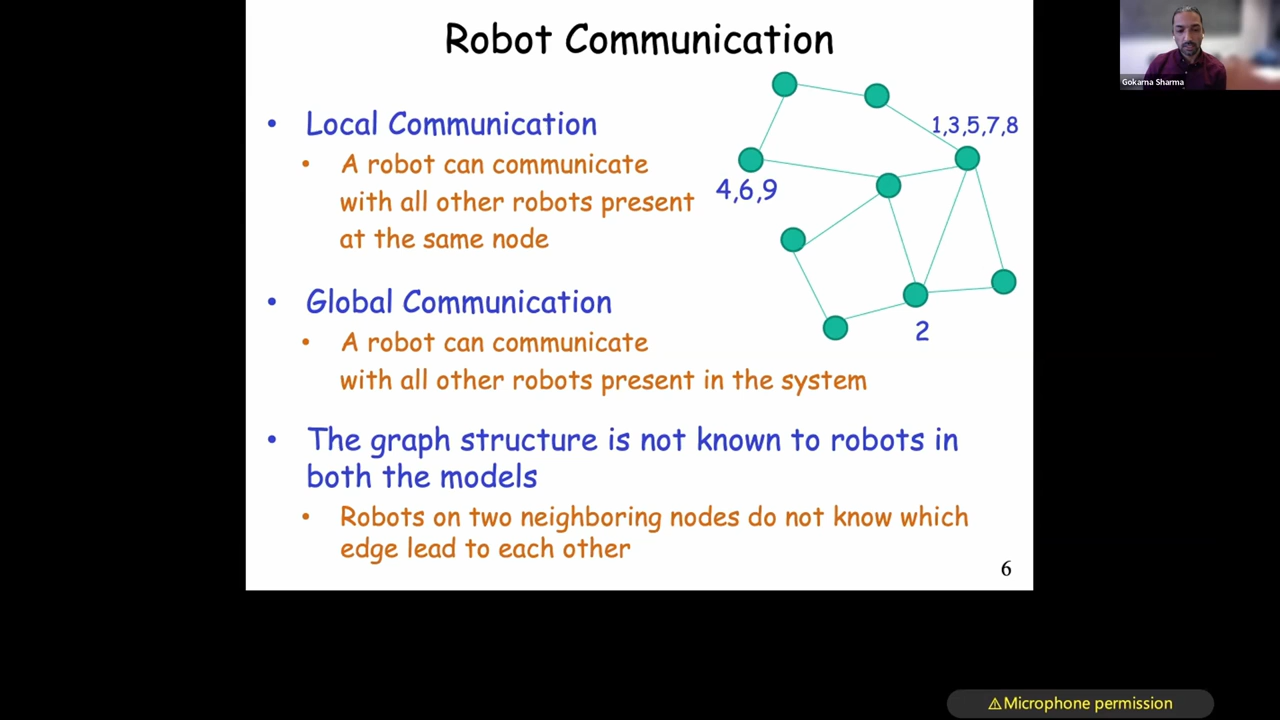 Robot Communication
Gokarna Sharma
• Local Communication
• A robot can communicate
with all other robots present
at the same node
1,3,5,7,8
4,6,9
2
• Global Communication
• A robot can communicate
with all other robots present in the system
• The graph structure is not known to robots in
both the models
• Robots on two neighboring nodes do not know which
edge lead to each other
6
⚠Microphone permission